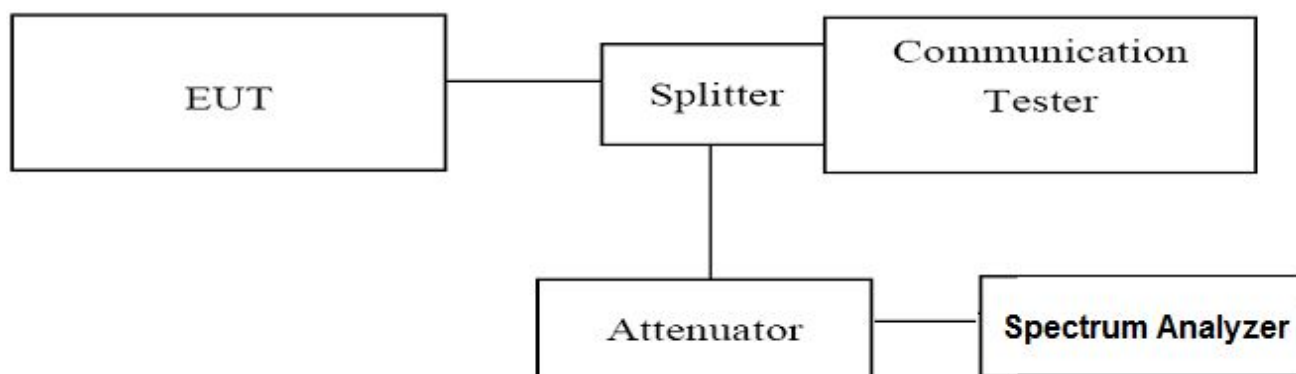 EUT
Splitter
Communication
Tester
Attenuator
Spectrum Analyzer